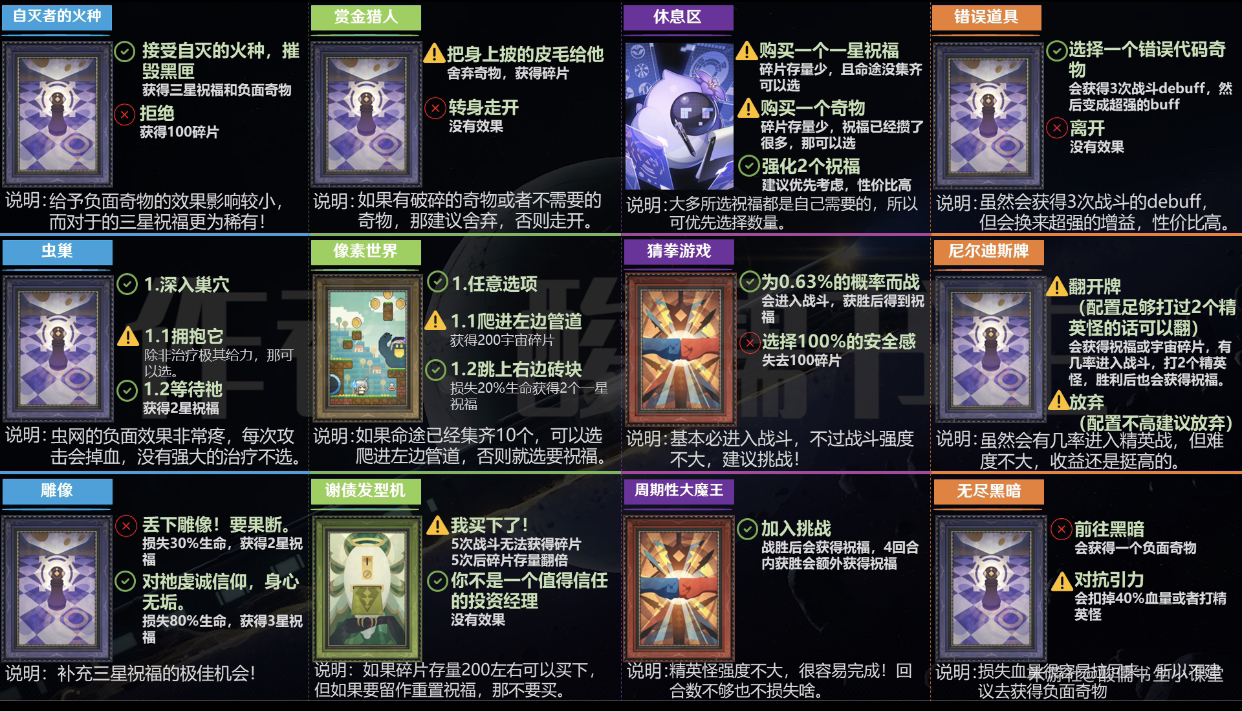 自灭者的火种
接受自灭的火种，摧
毁黑匣
获得三星祝福和负面奇物
拒绝
获得100碎片
说明:给予负面奇物的效果影响较小，
而对于的三星祝福更为稀有！
赏金猎人
把身上披的皮毛给他
舍弃奇物，获得碎片
转身走开
没有效果
说明:如果有破碎的奇物或者不需要的
奇物，那建议舍弃，否则走开。
休息区
购买一个一星祝福
碎片存量少，且命途没集齐
可以选
购买一个奇物
碎片存量少，祝福已经攒了
很多，那可以选
强化2个祝福
建议优先考虑，性价比高
说明:大多所选祝福都是自己需要的，所以
可优先选择数量。
错误道具
选择一个错误代码奇
物
会获得3次战斗debuff，然
后变成超强的buff
离开
没有效果
说明:虽然会获得3次战斗的debuff，
但会换来超强的增益，性价比高。
虫巢
1.深入巢穴
1.1拥抱它
除非治疗极其给力，那可
以选。
1.2等待祂
获得2星祝福
说明:虫网的负面效果非常疼，每次攻
击会掉血，没有强大的治疗不选。
像素世界
1.任意选项
1.1爬进左边管道
获得200宇宙碎片
1.2跳上右边砖块
损失20%生命获得2个一星
祝福
说明:如果命途已经集齐10个，可以选
爬进左边管道，否则就选要祝福。
猜拳游戏
为0.63%的概率而战
会进入战斗，获胜后得到祝
福
选择100%的安全感
失去100碎片
说明:基本必进入战斗，不过战斗强度
不大，建议挑战！
尼尔迪斯牌
翻开牌
（配置足够打过2个精
英怪的话可以翻）
会获得祝福或宇宙碎片，有
几率进入战斗，打2个精英
怪，胜利后也会获得祝福。
放弃
（配置不高建议放弃）
说明:虽然会有几率进入精英战，但难
度不大，收益还是挺高的。
雕像
丢下雕像！要果断。
损失30%生命，获得2星祝
福
对祂虔诚信仰，身心
无垢。
损失80%生命，获得3星祝
福
说明：补充三星祝福的极佳机会！
谢债发型机
我买下了！
5次战斗无法获得碎片
5次后碎片存量翻倍
你不是一个值得信任
的投资经理
没有效果
说明：如果碎片存量200左右可以买下，
但如果要留作重置祝福，那不要买。
周期性大魔王
加入挑战
战胜后会获得祝福，4回合
内获胜会额外获得祝福
说明:精英怪强度不大，很容易完成！回
合数不够也不损失啥。
无尽黑暗
前往黑暗
会获得一个负面奇物
对抗引力
会扣掉40%血量或者打精
英怪
说明:损失血量很容易拉回来，所以不建
议去获得负面奇物